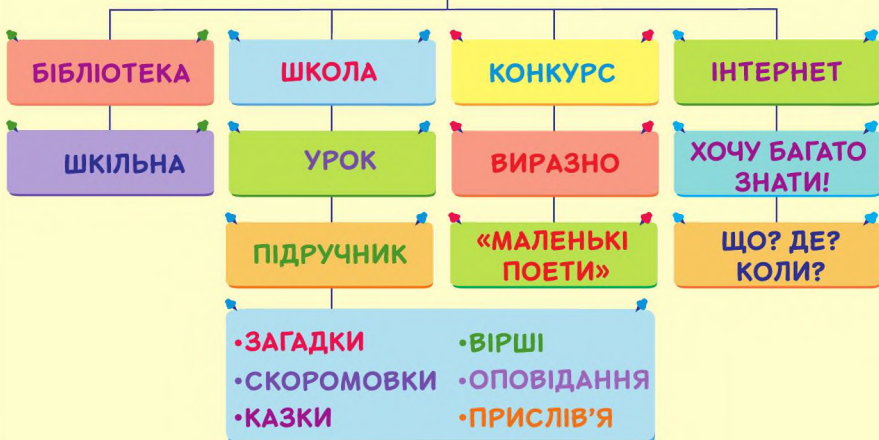 БІБЛІОТЕКА
ШКОЛА
КОНКУРС
ІНТЕРНЕТ
ШКІЛЬНА
УРОК
ВИРАЗНО
ХОЧУ БАГАТО
ЗНАТИ!
ПІДРУЧНИК
«МАЛЕНЬКІ
ПОЕТИ»
ЩО? ДЕ?
КОЛИ?
•ЗАГАДКИ
•СКОРОМОВКИ
•КАЗКИ
•ВІРШІ
•ОПОВІДАННЯ
•ПРИСЛІВ'Я